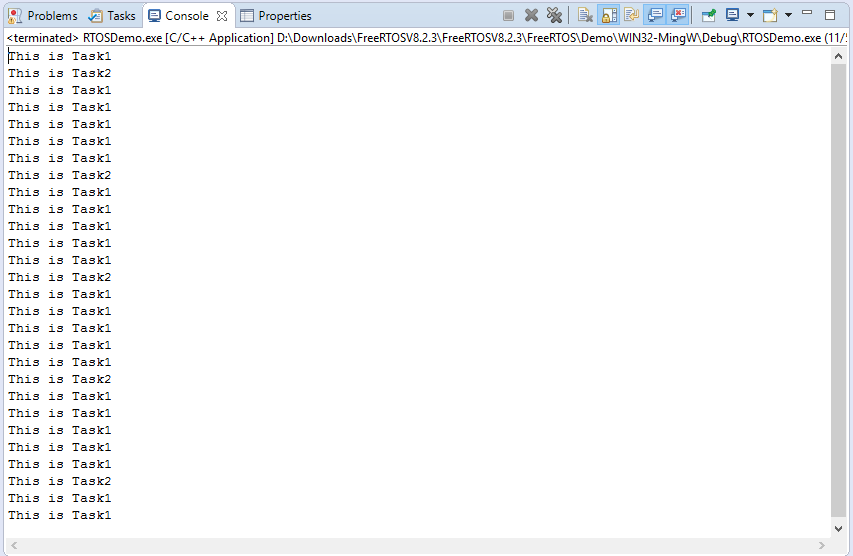 Problems Tasks Console Properties
<terminated> RTOSDemo.exe [C/C++ Application] D:\Downloads\FreeRTOSV8.2.3\FreeRTOSV8.2.3\FreeRTOS\Demo\WIN32-MingW\Debug\RTOSDemo.exe (11/5
This is Task1
This is Task2
This is Task1
This is Task1
This is Task1
This is Task1
This is Task1
This is Task2
This is Task1
This is Task1
This is Task1
This is Task1
This is Task1
This is Task2
This is Task1
This is Task1
This is Task1
This is Task1
This is Task1
This is Task2
This is Task1
This is Task1
This is Task1
This is Task1
This is Task1
This is Task2
This is Task1
This is Task1